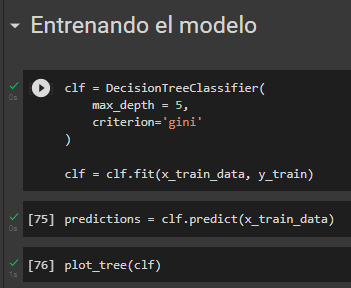 Entrenando el modelo
0s
clf = DecisionTreeClassifier(
max_depth = 5,
criterion='gini'
)
clf = clf.fit(x_train_data, y_train)
0s
[75] predictions = clf.predict(x_train_data)
1s
[76] plot_tree(clf)